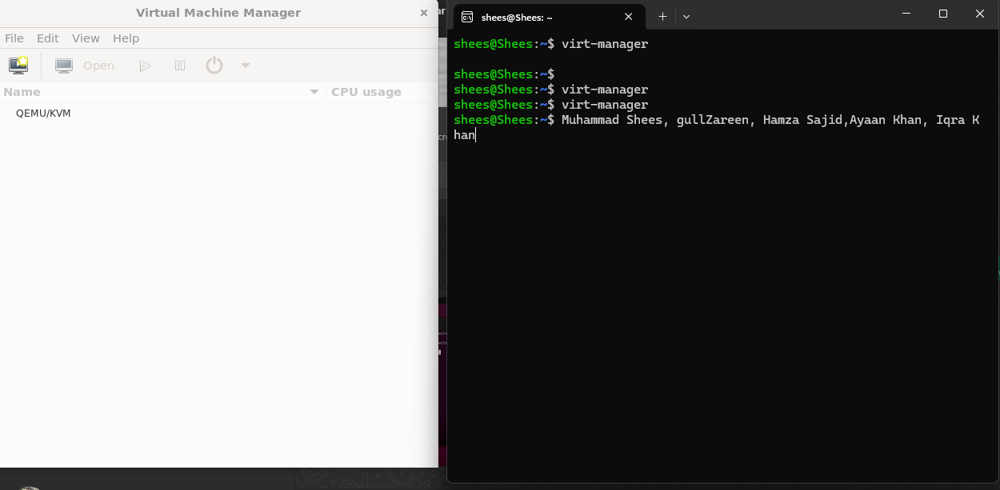 Virtual Machine Manager
File Edit View Help
Open
Name CPU usage
QEMU/KVM
shees@Shees: ~
shees@Shees:~$ virt-manager
shees@Shees:~$
shees@Shees:~$ virt-manager
shees@Shees:~$ virt-manager
shees@Shees:~$ Muhammad Shees, gullZareen, Hamza Sajid,Ayaan Khan, Iqra K
han